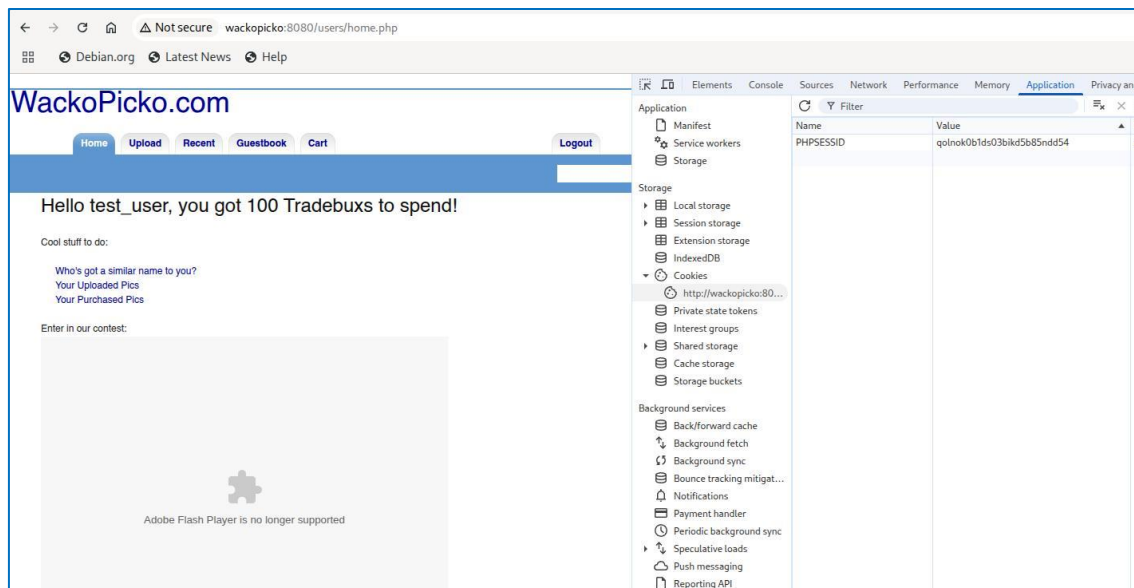 Not secure wackopicko:8080/users/home.php
Debian.org Latest News Help
WackoPicko.com
Home Upload Recent Guestbook Cart Logout
Hello test_user, you got 100 Tradebuxs to spend!
Cool stuff to do:
Who's got a similar name to you?
Your Uploaded Pics
Your Purchased Pics
Enter in our contest:
Adobe Flash Player is no longer supported
Elements Console Sources Network Performance Memory Application Privacy an
Application
Manifest
Service workers
Storage
Storage
Local storage
Session storage
Extension storage
IndexedDB
Cookies
http://wackopicko:80...
Private state tokens
Interest groups
Shared storage
Cache storage
Storage buckets
Background services
Back/forward cache
Background fetch
Background sync
Bounce tracking mitigat...
Notifications
Payment handler
Periodic background sync
Speculative loads
Push messaging
Reporting API
Filter
Name Value
PHPSESSID qolnok0b1ds03bikd5b85ndd54